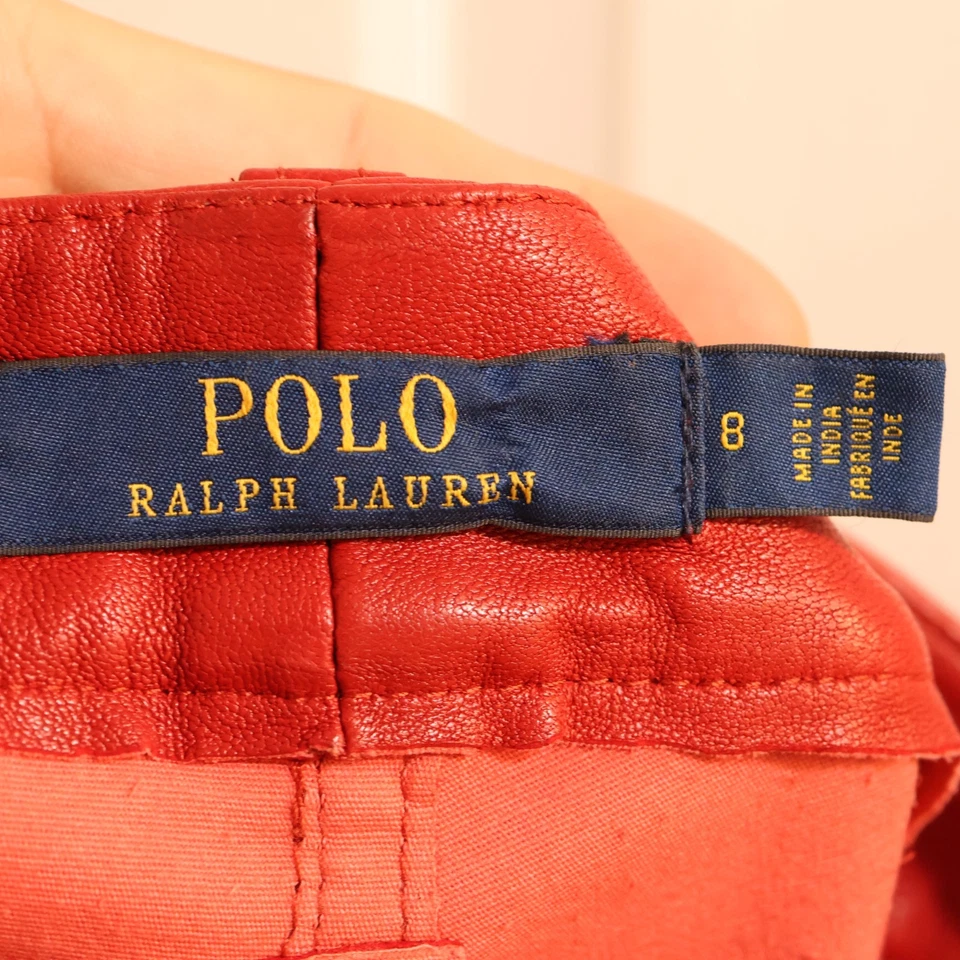 POLO
RALPH LAUREN
8
MADE IN
INDIA
FABRIQUÉ EN
INDE